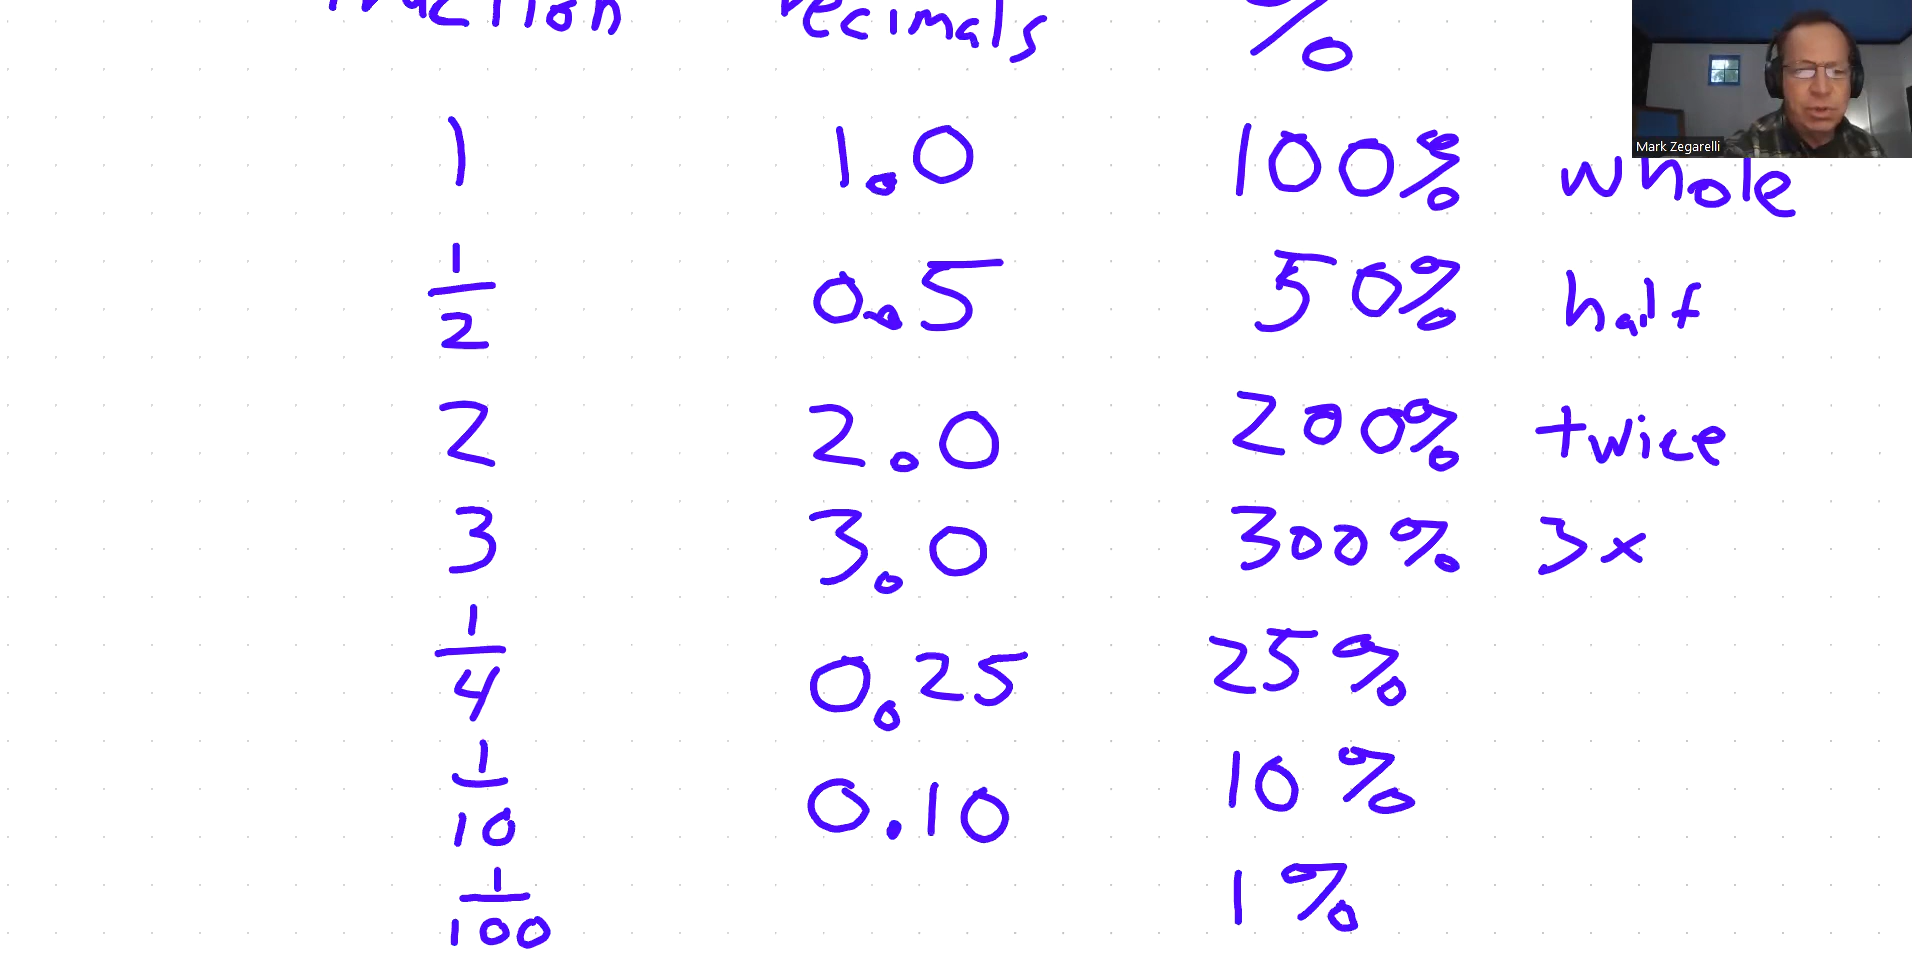 fraction decimals %
Mark Zegarelli
1 1.0 100% whole
1/2 0.5 50% half
2 2.0 200% twice
3 3.0 300% 3x
1/4 0.25 25%
1/10 0.10 10%
1/100 1%